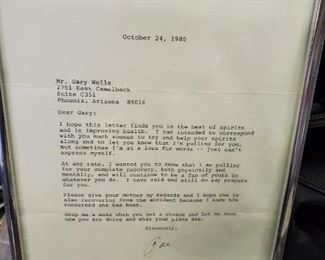 October 24, 1980
Mr. Gary Wells
2701 East Camelback
Suite C351
Phoenix, Arizona 85016
Dear Gary:
I hope this letter finds you in the best of spirits
and in improving health. I had intended to correspond
with you much sooner to try and help your spirits
along and to let you know that I'm pulling for you.
But sometimes I'm at a loss for words -- just can't
express myself.
At any rate, I wanted you to know that I am pulling
for your complete recovery, both physically and
mentally, and will continue to be a fan of yours in
whatever you do. I have said and still do say prayers
for you.
Please give your mother my regards and I hope she is
also recovering from the accident because I know how
concerned she has been.
Drop me a note when you get a chance and let me know
how you are doing and what your plans are.
Sincerely,